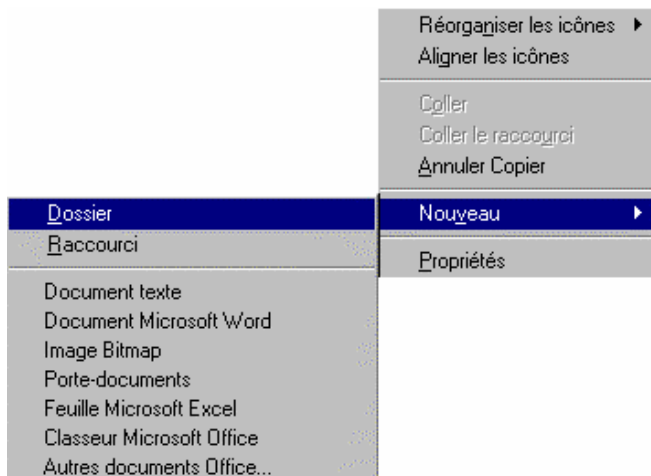 Réorganiser les icônes
Aligner les icônes
Coller
Coller le raccourci
Annuler Copier
Nouveau
Propriétés
Dossier
Raccourci
Document texte
Document Microsoft Word
Image Bitmap
Porte-documents
Feuille Microsoft Excel
Classeur Microsoft Office
Autres documents Office...